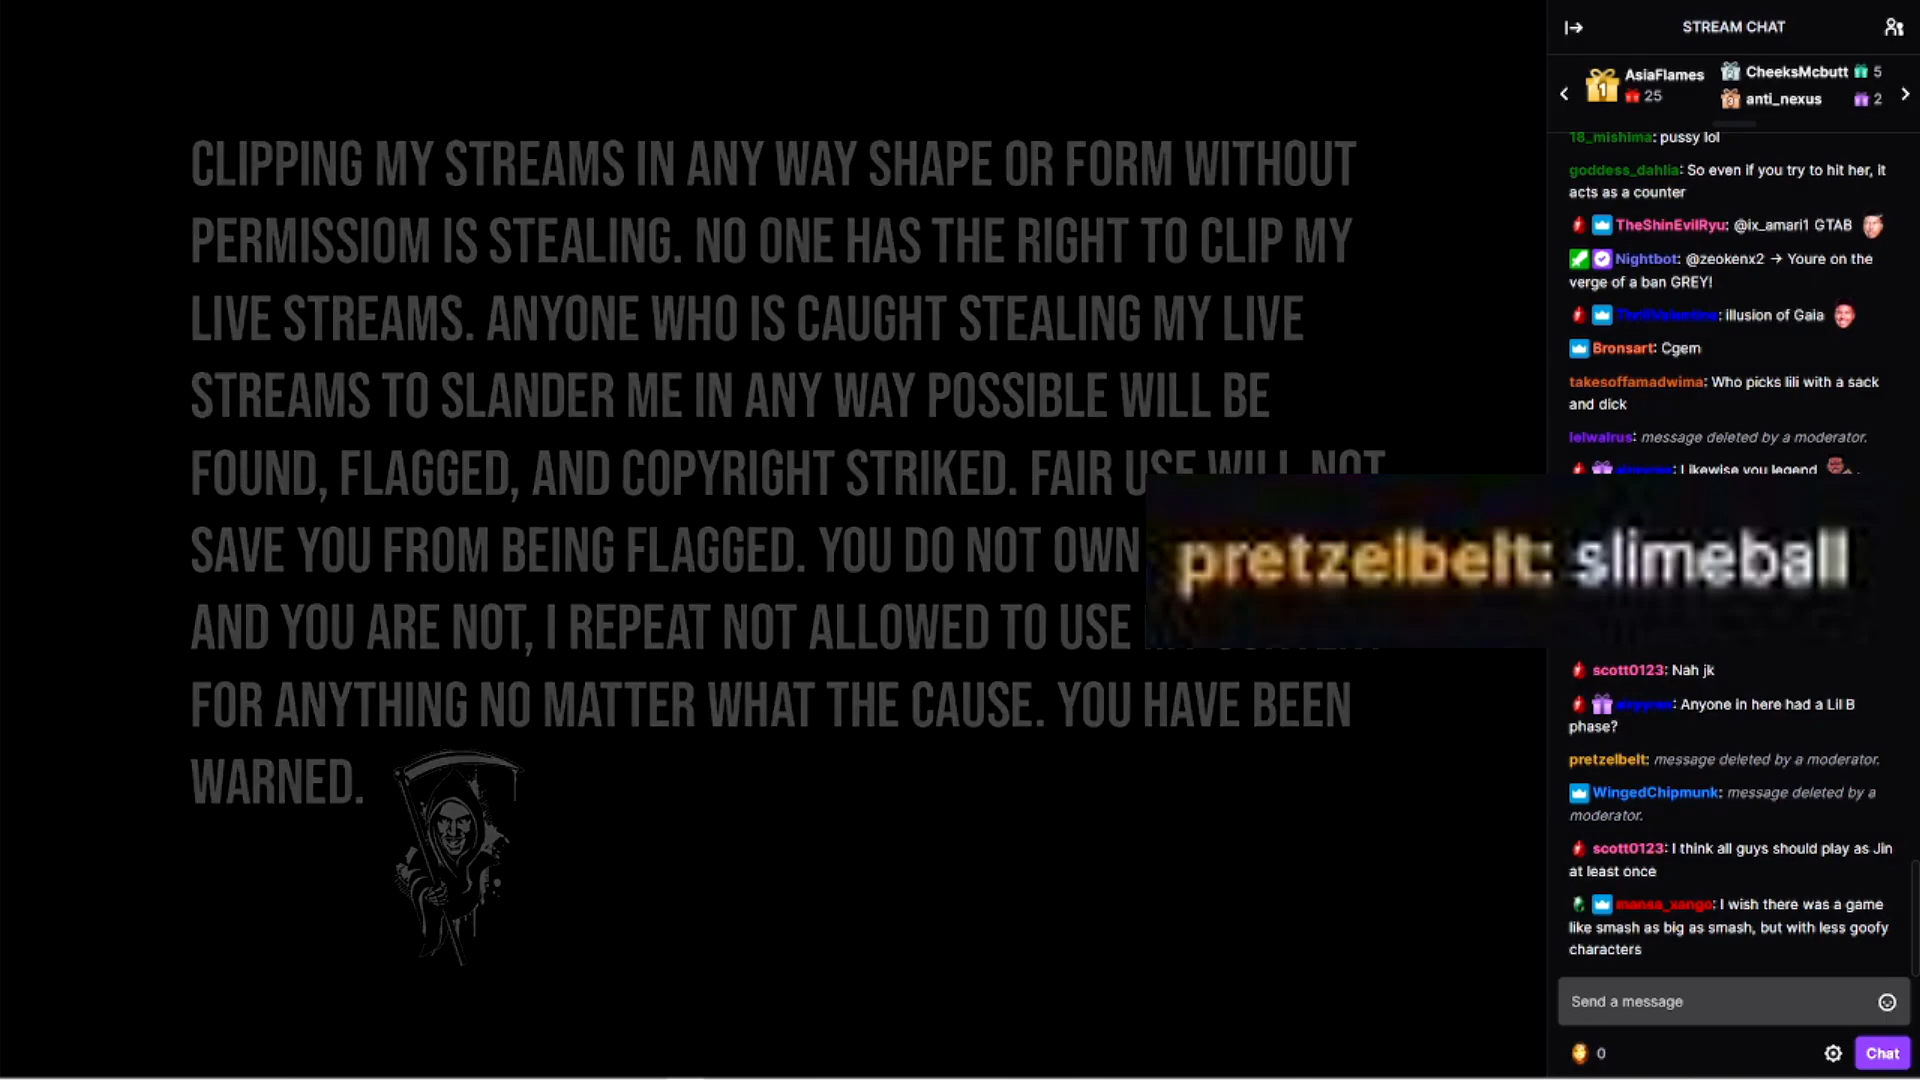 CLIPPING MY STREAMS IN ANY WAY SHAPE OR FORM WITHOUT
PERMISSIOM IS STEALING. NO ONE HAS THE RIGHT TO CLIP MY
LIVE STREAMS. ANYONE WHO IS CAUGHT STEALING MY LIVE
STREAMS TO SLANDER ME IN ANY WAY POSSIBLE WILL BE
FOUND, FLAGGED, AND COPYRIGHT STRIKED. FAIR USE WILL NOT
SAVE YOU FROM BEING FLAGGED. YOU DO NOT OWN
AND YOU ARE NOT, I REPEAT NOT ALLOWED TO USE
FOR ANYTHING NO MATTER WHAT THE CAUSE. YOU HAVE BEEN
WARNED.
STREAM CHAT
1 AsiaFlames
25
2 CheeksMcbutt 5
3 anti_nexus 2
18_mishima: pussy lol
goddess_dahlia: So even if you try to hit her, it
acts as a counter
TheShinEvilRyu: @ix_amari1 GTAB
Nightbot: @zeokenx2 → Youre on the
verge of a ban GREY!
: illusion of Gaia
Bronsart: Cgem
takesoffamadwima: Who picks lili with a sack
and dick
lelwalrus: message deleted by a moderator.
: Likewise you legend
pretzelbelt: slimeball
scott0123: Nah jk
: Anyone in here had a Lil B
phase?
pretzelbelt: message deleted by a moderator.
WingedChipmunk: message deleted by a
moderator.
scott0123: I think all guys should play as Jin
at least once
mansa_xango: I wish there was a game
like smash as big as smash, but with less goofy
characters
Send a message
0
Chat